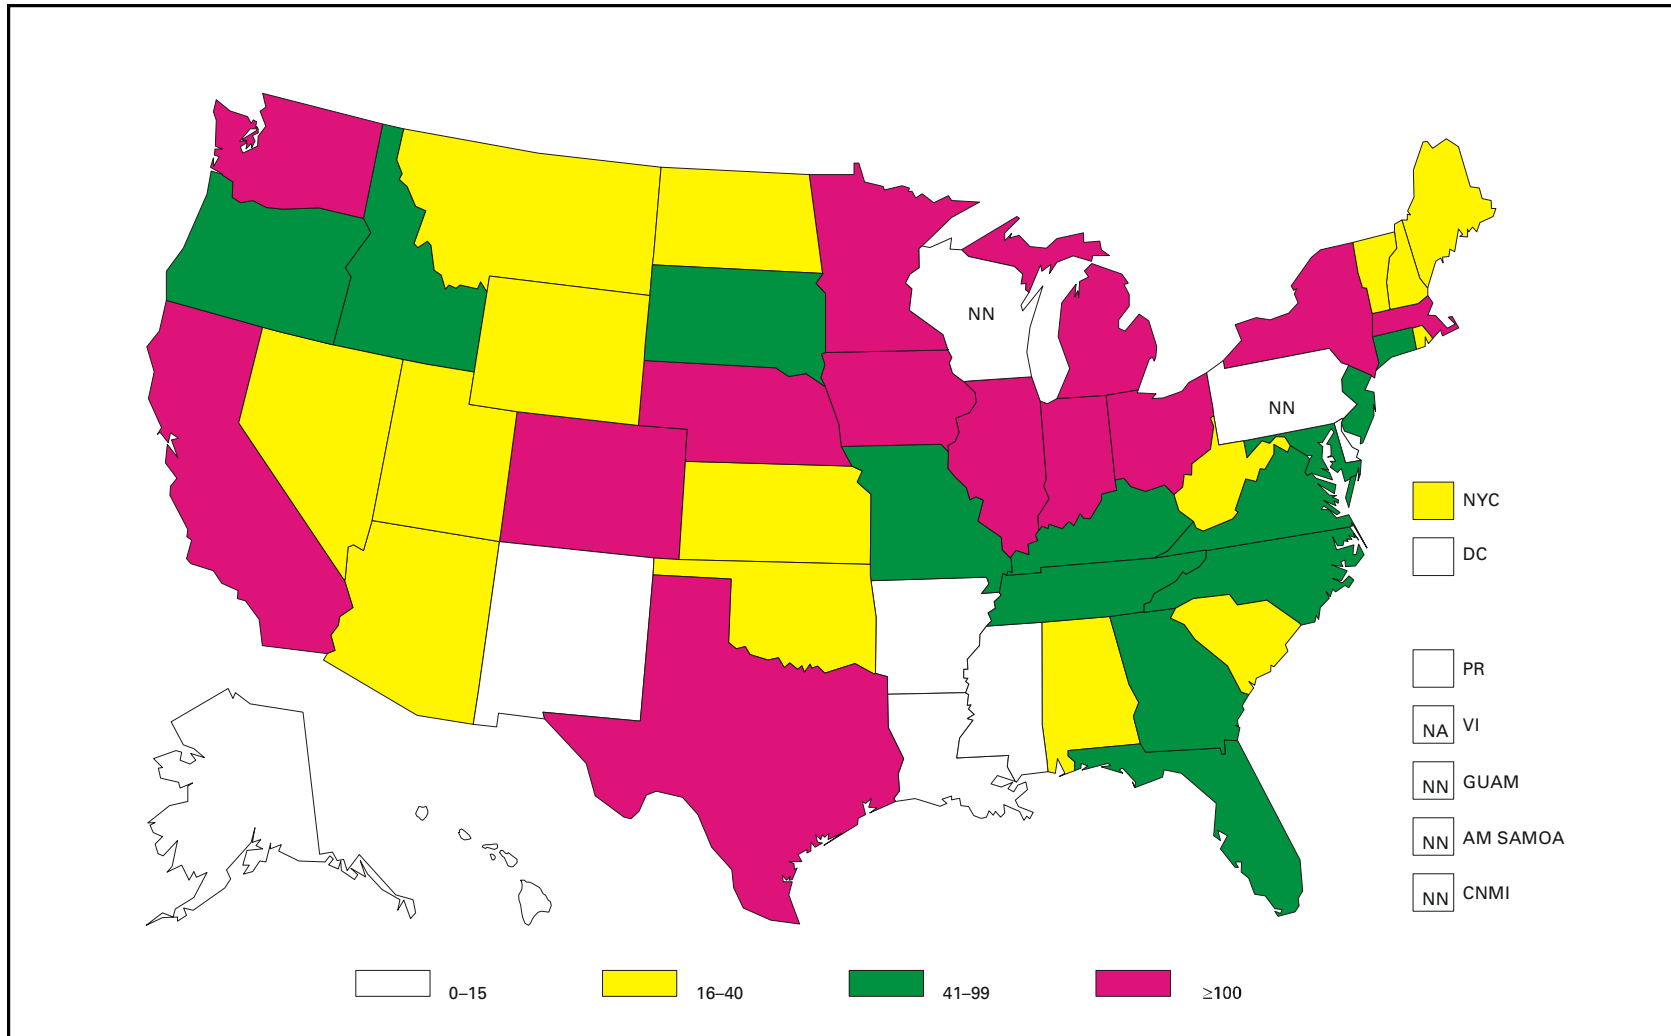 NN
NN
NYC
DC
PR
NA VI
NN GUAM
NN AM SAMOA
NN CNMI
0–15 16–40 41–99 ≥100